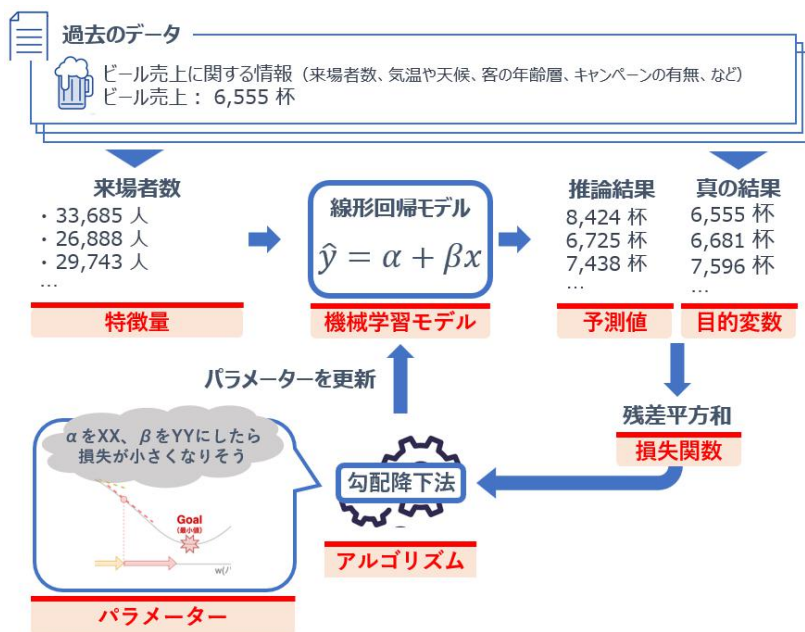 過去のデータ
ビール売上に関する情報（来場者数、気温や天候、客の年齢層、キャンペーンの有無、など）
ビール売上： 6,555 杯
来場者数
・33,685 人
・26,888 人
・29,743 人
…
特徴量
線形回帰モデル
ŷ = α + βx
機械学習モデル
推論結果
8,424 杯
6,725 杯
7,438 杯
…
予測値
真の結果
6,555 杯
6,681 杯
7,596 杯
…
目的変数
残差平方和
損失関数
パラメーターを更新
勾配降下法
アルゴリズム
αをXX、βをYYにしたら
損失が小さくなりそう
Goal
(最小値)
パラメーター